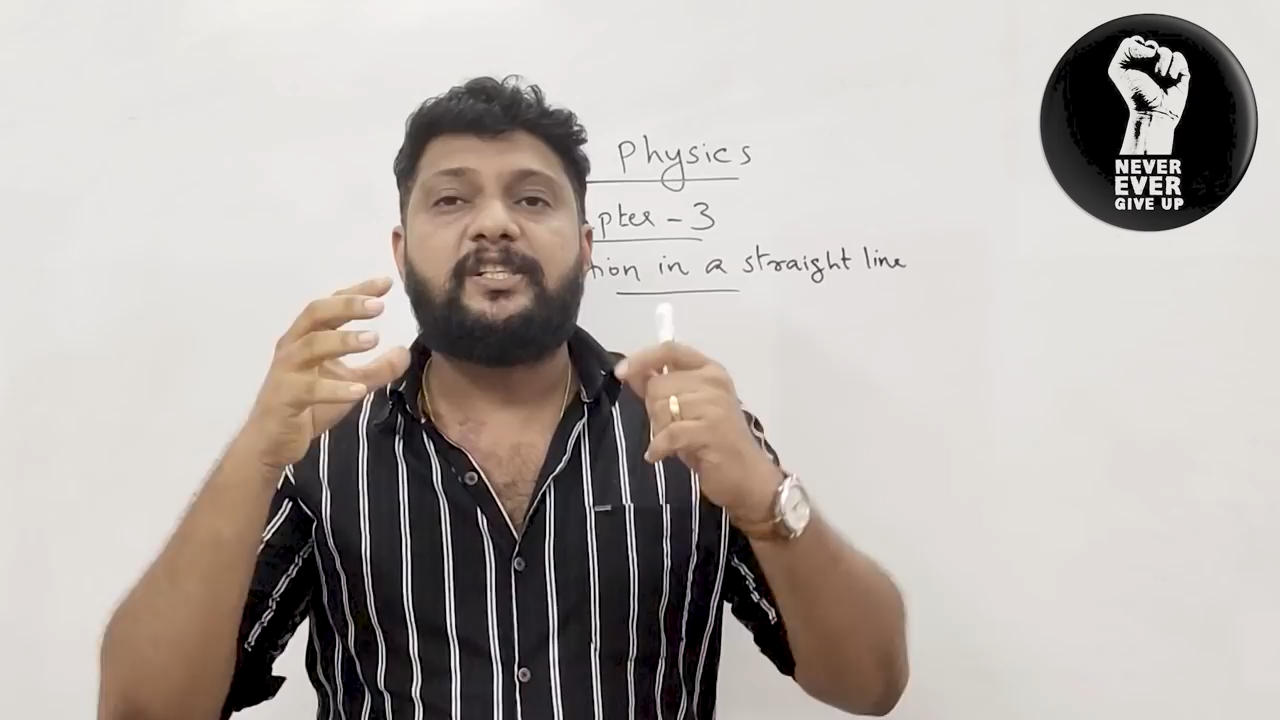 Physics
pter - 3
tion in a straight line
NEVER
EVER
GIVE UP